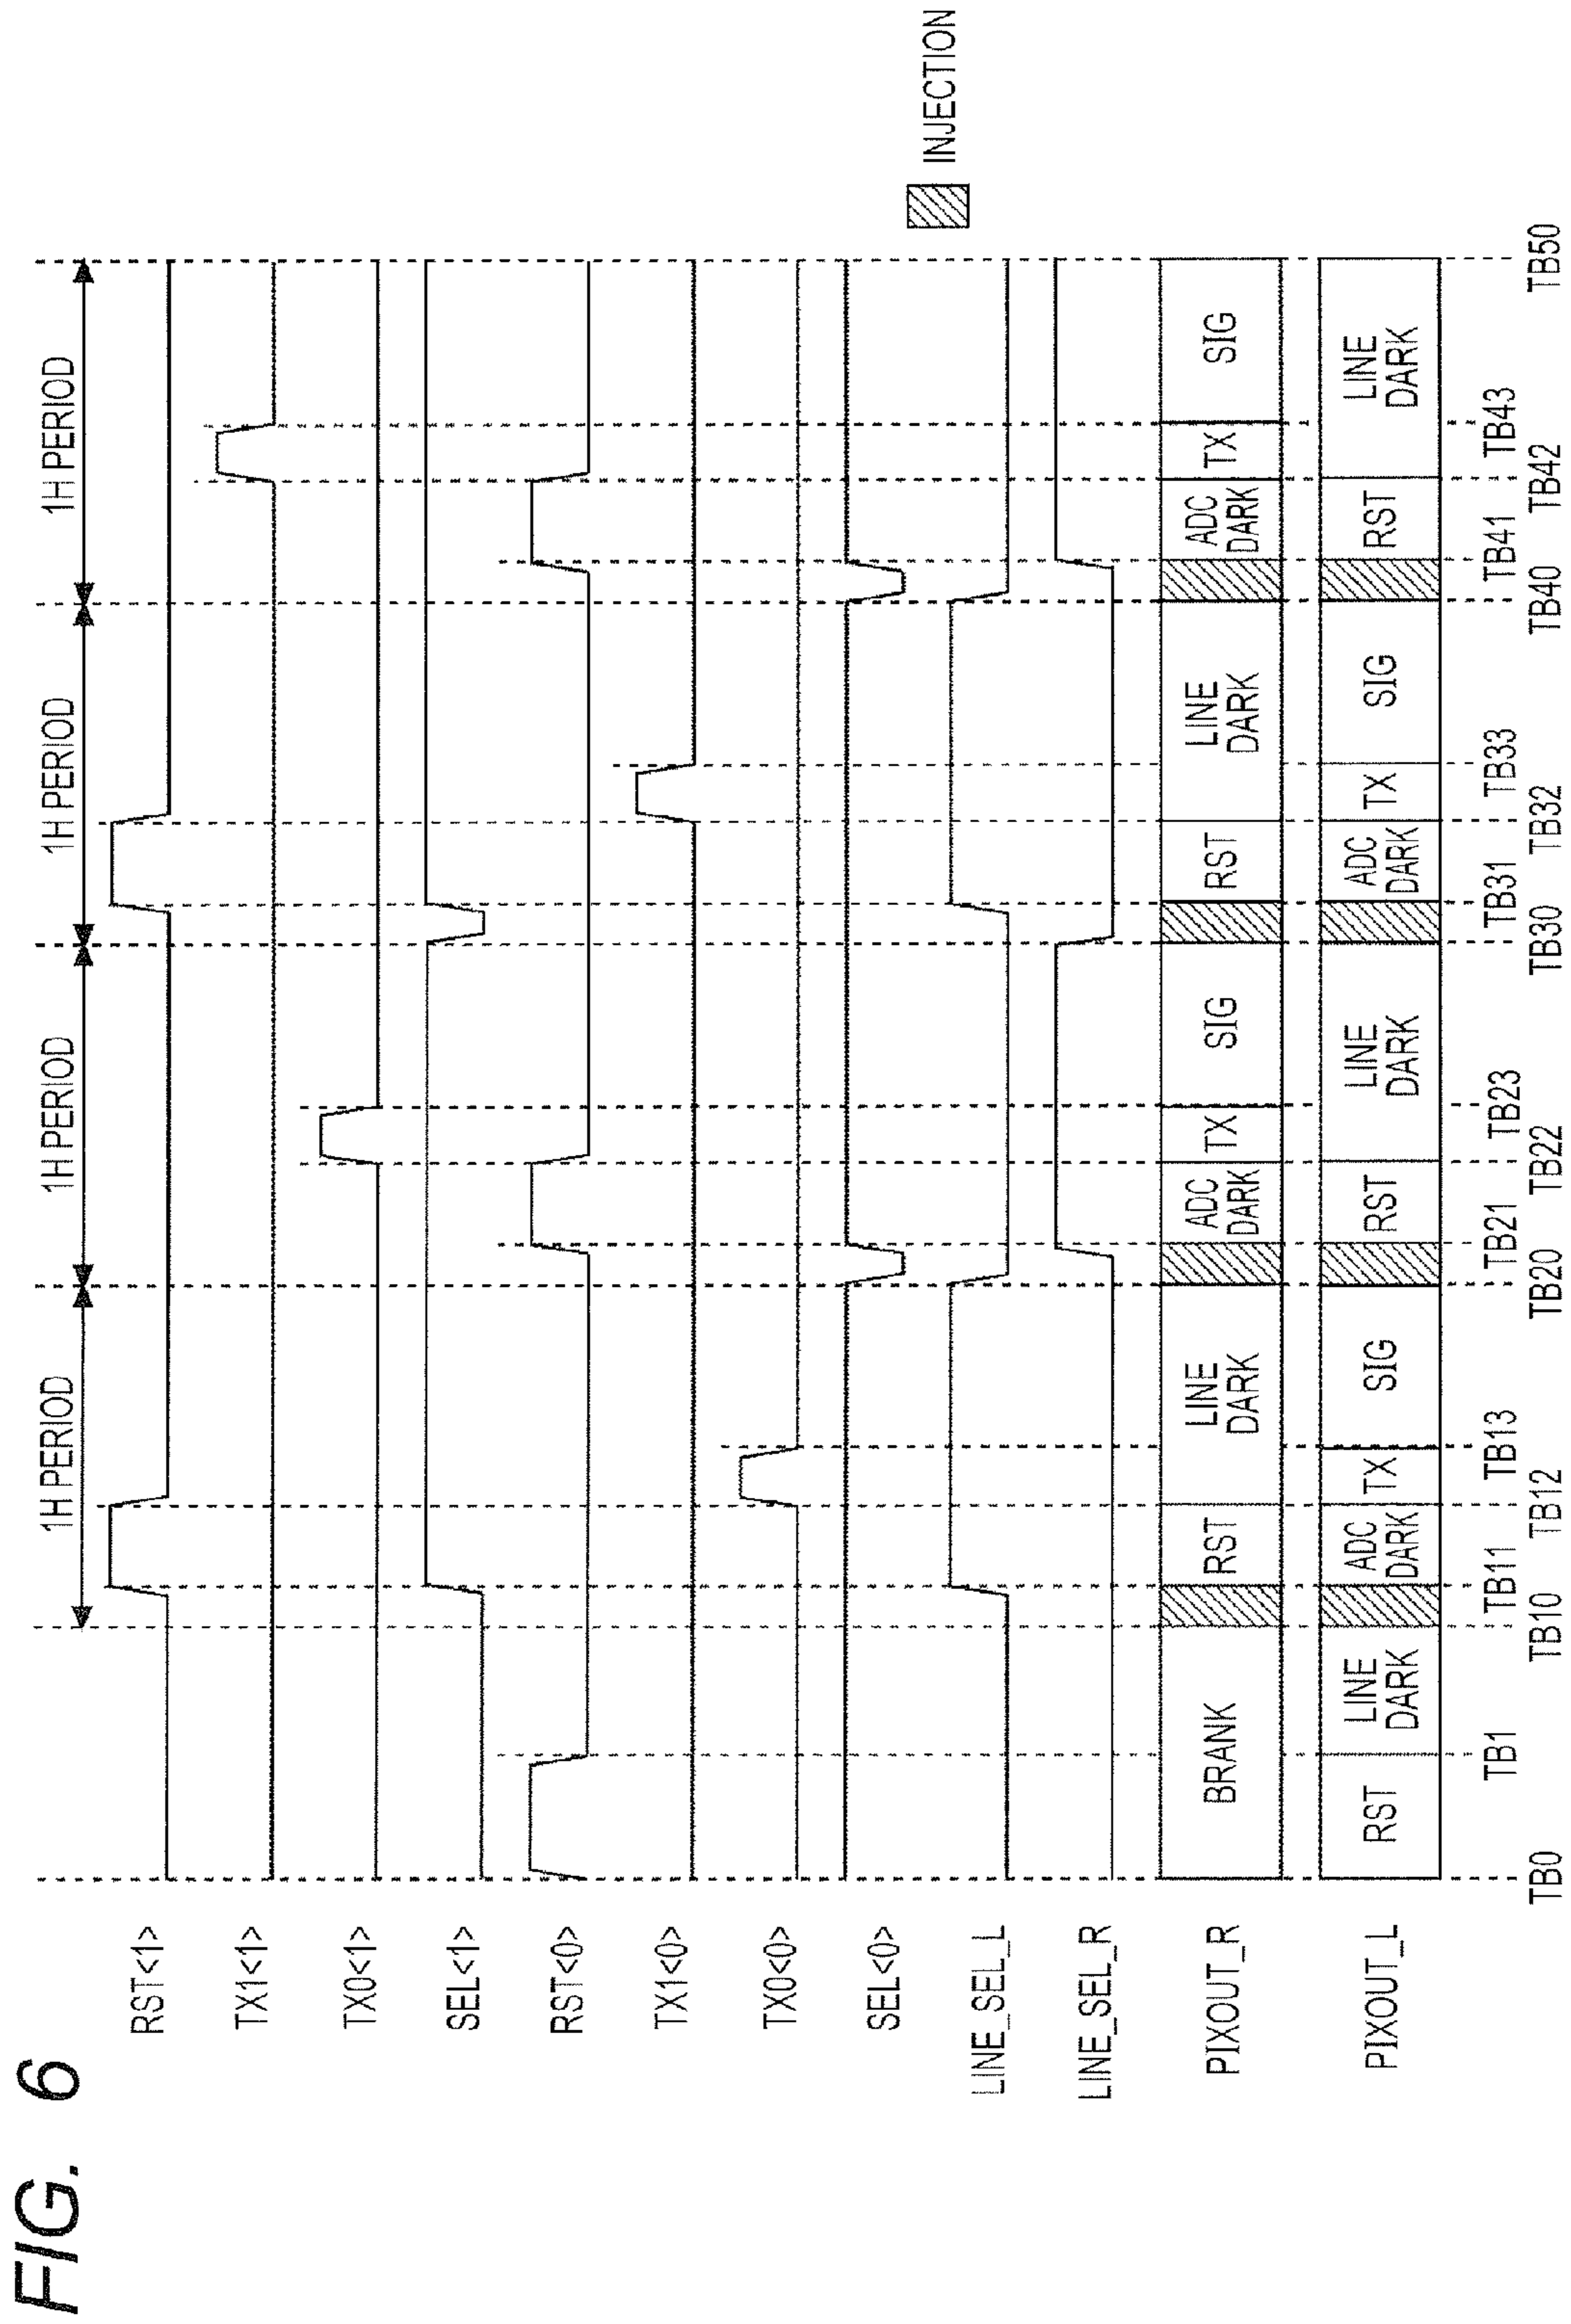 FIG. 6
1H PERIOD
1H PERIOD
1H PERIOD
1H PERIOD
RST<1>
TX1<1>
TX0<1>
SEL<1>
RST<0>
TX1<0>
TX0<0>
SEL<0>
LINE_SEL_L
LINE_SEL_R
PIXOUT_R
BRANK
RST
LINE
DARK
ADC
DARK
TX
SIG
RST
LINE
DARK
ADC
DARK
TX
SIG
PIXOUT_L
RST
LINE
DARK
ADC
DARK
TX
SIG
RST
LINE
DARK
ADC
DARK
TX
SIG
RST
LINE
DARK
TB0
TB1
TB10
TB11
TB12
TB13
TB20
TB21
TB22
TB23
TB30
TB31
TB32
TB33
TB40
TB41
TB42
TB43
TB50
INJECTION